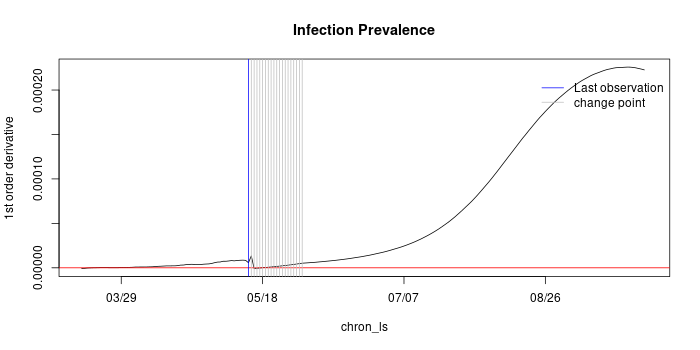 Infection Prevalence
1st order derivative
0.00020
0.00010
0.00000
Last observation
change point
03/29
05/18
07/07
08/26
chron_ls